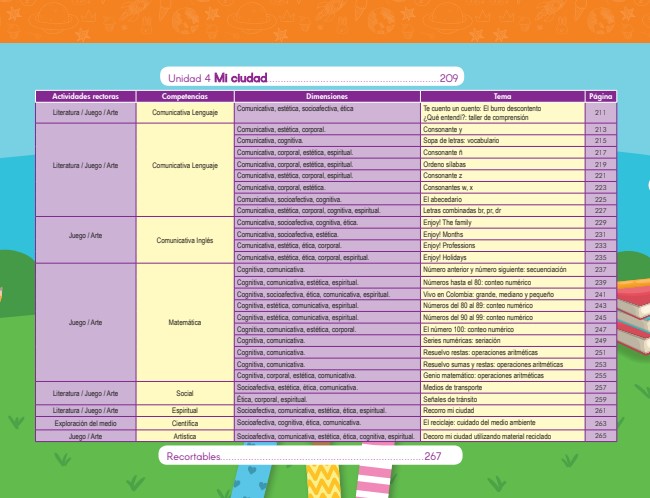 Unidad 4 Mi ciudad 209
Actividades rectoras Competencias Dimensiones Tema Página
Literatura / Juego / Arte Comunicativa Lenguaje Comunicativa, estética, socioafectiva, ética Te cuento un cuento: El burro descontento
¿Qué entendí?: taller de comprensión 211
Literatura / Juego / Arte Comunicativa Lenguaje Comunicativa, estética, corporal. Consonante y 213
Comunicativa, cognitiva. Sopa de letras: vocabulario 215
Comunicativa, corporal, estética, espiritual. Consonante ñ 217
Comunicativa, corporal, estética, espiritual. Ordeno sílabas 219
Comunicativa, corporal, estética, espiritual. Consonante z 221
Comunicativa, corporal, estética. Consonantes w, x 223
Comunicativa, socioafectiva, cognitiva. El abecedario 225
Comunicativa, estética, corporal, cognitiva, espiritual. Letras combinadas br, pr, dr 227
Juego / Arte Comunicativa Inglés Comunicativa, socioafectiva, cognitiva, ética. Enjoy! The family 229
Comunicativa, socioafectiva, estética. Enjoy! Months 231
Comunicativa, estética, ética, corporal. Enjoy! Professions 233
Comunicativa, estética, ética, corporal, espiritual. Enjoy! Holidays 235
Juego / Arte Matemática Cognitiva, comunicativa. Número anterior y número siguiente: secuenciación 237
Cognitiva, comunicativa, estética, espiritual. Números hasta el 80: conteo numérico 239
Cognitiva, socioafectiva, ética, comunicativa, espiritual. Vivo en Colombia: grande, mediano y pequeño 241
Cognitiva, comunicativa, estética, espiritual. Números del 80 al 89: conteo numérico 243
Cognitiva, estética, comunicativa, espiritual. Números del 90 al 99: conteo numérico 245
Cognitiva, comunicativa, estética, corporal. El número 100: conteo numérico 247
Cognitiva, comunicativa. Series numéricas: seriación 249
Cognitiva, comunicativa. Resuelvo restas: operaciones aritméticas 251
Cognitiva, comunicativa. Resuelvo sumas y restas: operaciones aritméticas 253
Cognitiva, corporal, estética, comunicativa. Genio matemático: operaciones aritméticas 255
Literatura / Juego / Arte Social Socioafectiva, estética, ética, comunicativa. Medios de transporte 257
Ética, corporal, espiritual. Señales de tránsito 259
Literatura / Juego / Arte Espiritual Socioafectiva, comunicativa, estética, ética, espiritual. Recorro mi ciudad 261
Exploración del medio Científica Socioafectiva, cognitiva, ética, comunicativa. El reciclaje: cuidado del medio ambiente 263
Juego / Arte Artística Socioafectiva, comunicativa, estética, ética, cognitiva, espiritual. Decoro mi ciudad utilizando material reciclado 265
Recortables 267